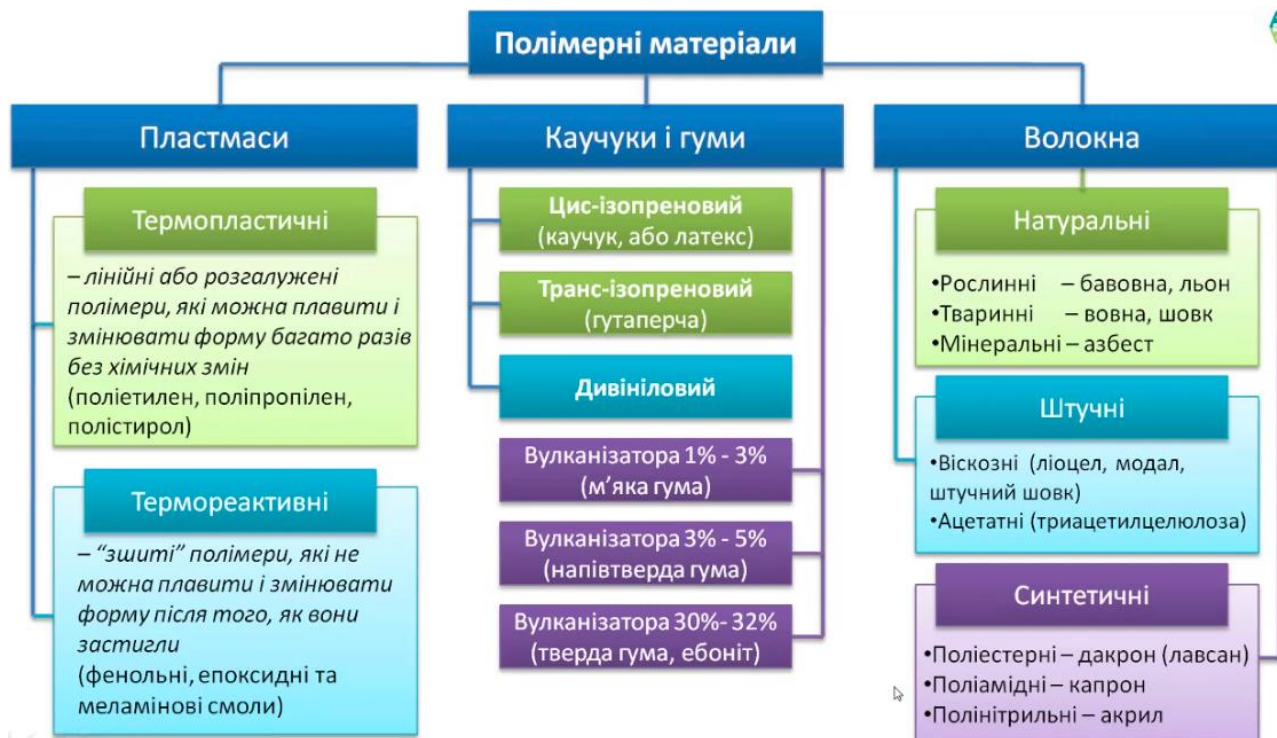 Полімерні матеріали
Пластмаси
Термопластичні
– лінійні або розгалужені
полімери, які можна плавити і
змінювати форму багато разів
без хімічних змін
(поліетилен, поліпропілен,
полістирол)
Термореактивні
– “зшиті” полімери, які не
можна плавити і змінювати
форму після того, як вони
застигли
(фенольні, епоксидні та
меламінові смоли)
Каучуки і гуми
Цис-ізопреновий
(каучук, або латекс)
Транс-ізопреновий
(гутаперча)
Дивініловий
Вулканізатора 1% - 3%
(м’яка гума)
Вулканізатора 3% - 5%
(напівтверда гума)
Вулканізатора 30%- 32%
(тверда гума, ебоніт)
Волокна
Натуральні
•Рослинні – бавовна, льон
•Тваринні – вовна, шовк
•Мінеральні – азбест
Штучні
•Віскозні (ліоцел, модал,
штучний шовк)
•Ацетатні (триацетилцелюлоза)
Синтетичні
•Поліестерні – дакрон (лавсан)
•Поліамідні – капрон
•Полінітрильні – акрил